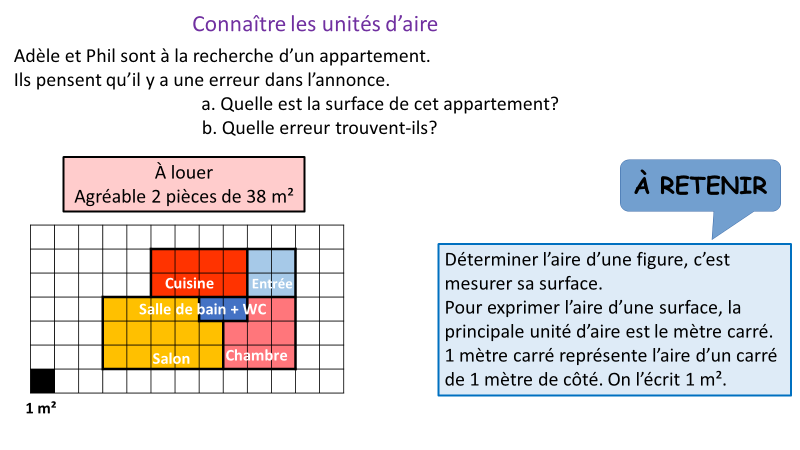 Connaître les unités d’aire
Adèle et Phil sont à la recherche d’un appartement.
Ils pensent qu’il y a une erreur dans l’annonce.
a. Quelle est la surface de cet appartement?
b. Quelle erreur trouvent-ils?
À louer
Agréable 2 pièces de 38 m²
À RETENIR
Cuisine
Entrée
Salle de bain + WC
Salon
Chambre
1 m²
Déterminer l’aire d’une figure, c’est
mesurer sa surface.
Pour exprimer l’aire d’une surface, la
principale unité d’aire est le mètre carré.
1 mètre carré représente l’aire d’un carré
de 1 mètre de côté. On l’écrit 1 m².